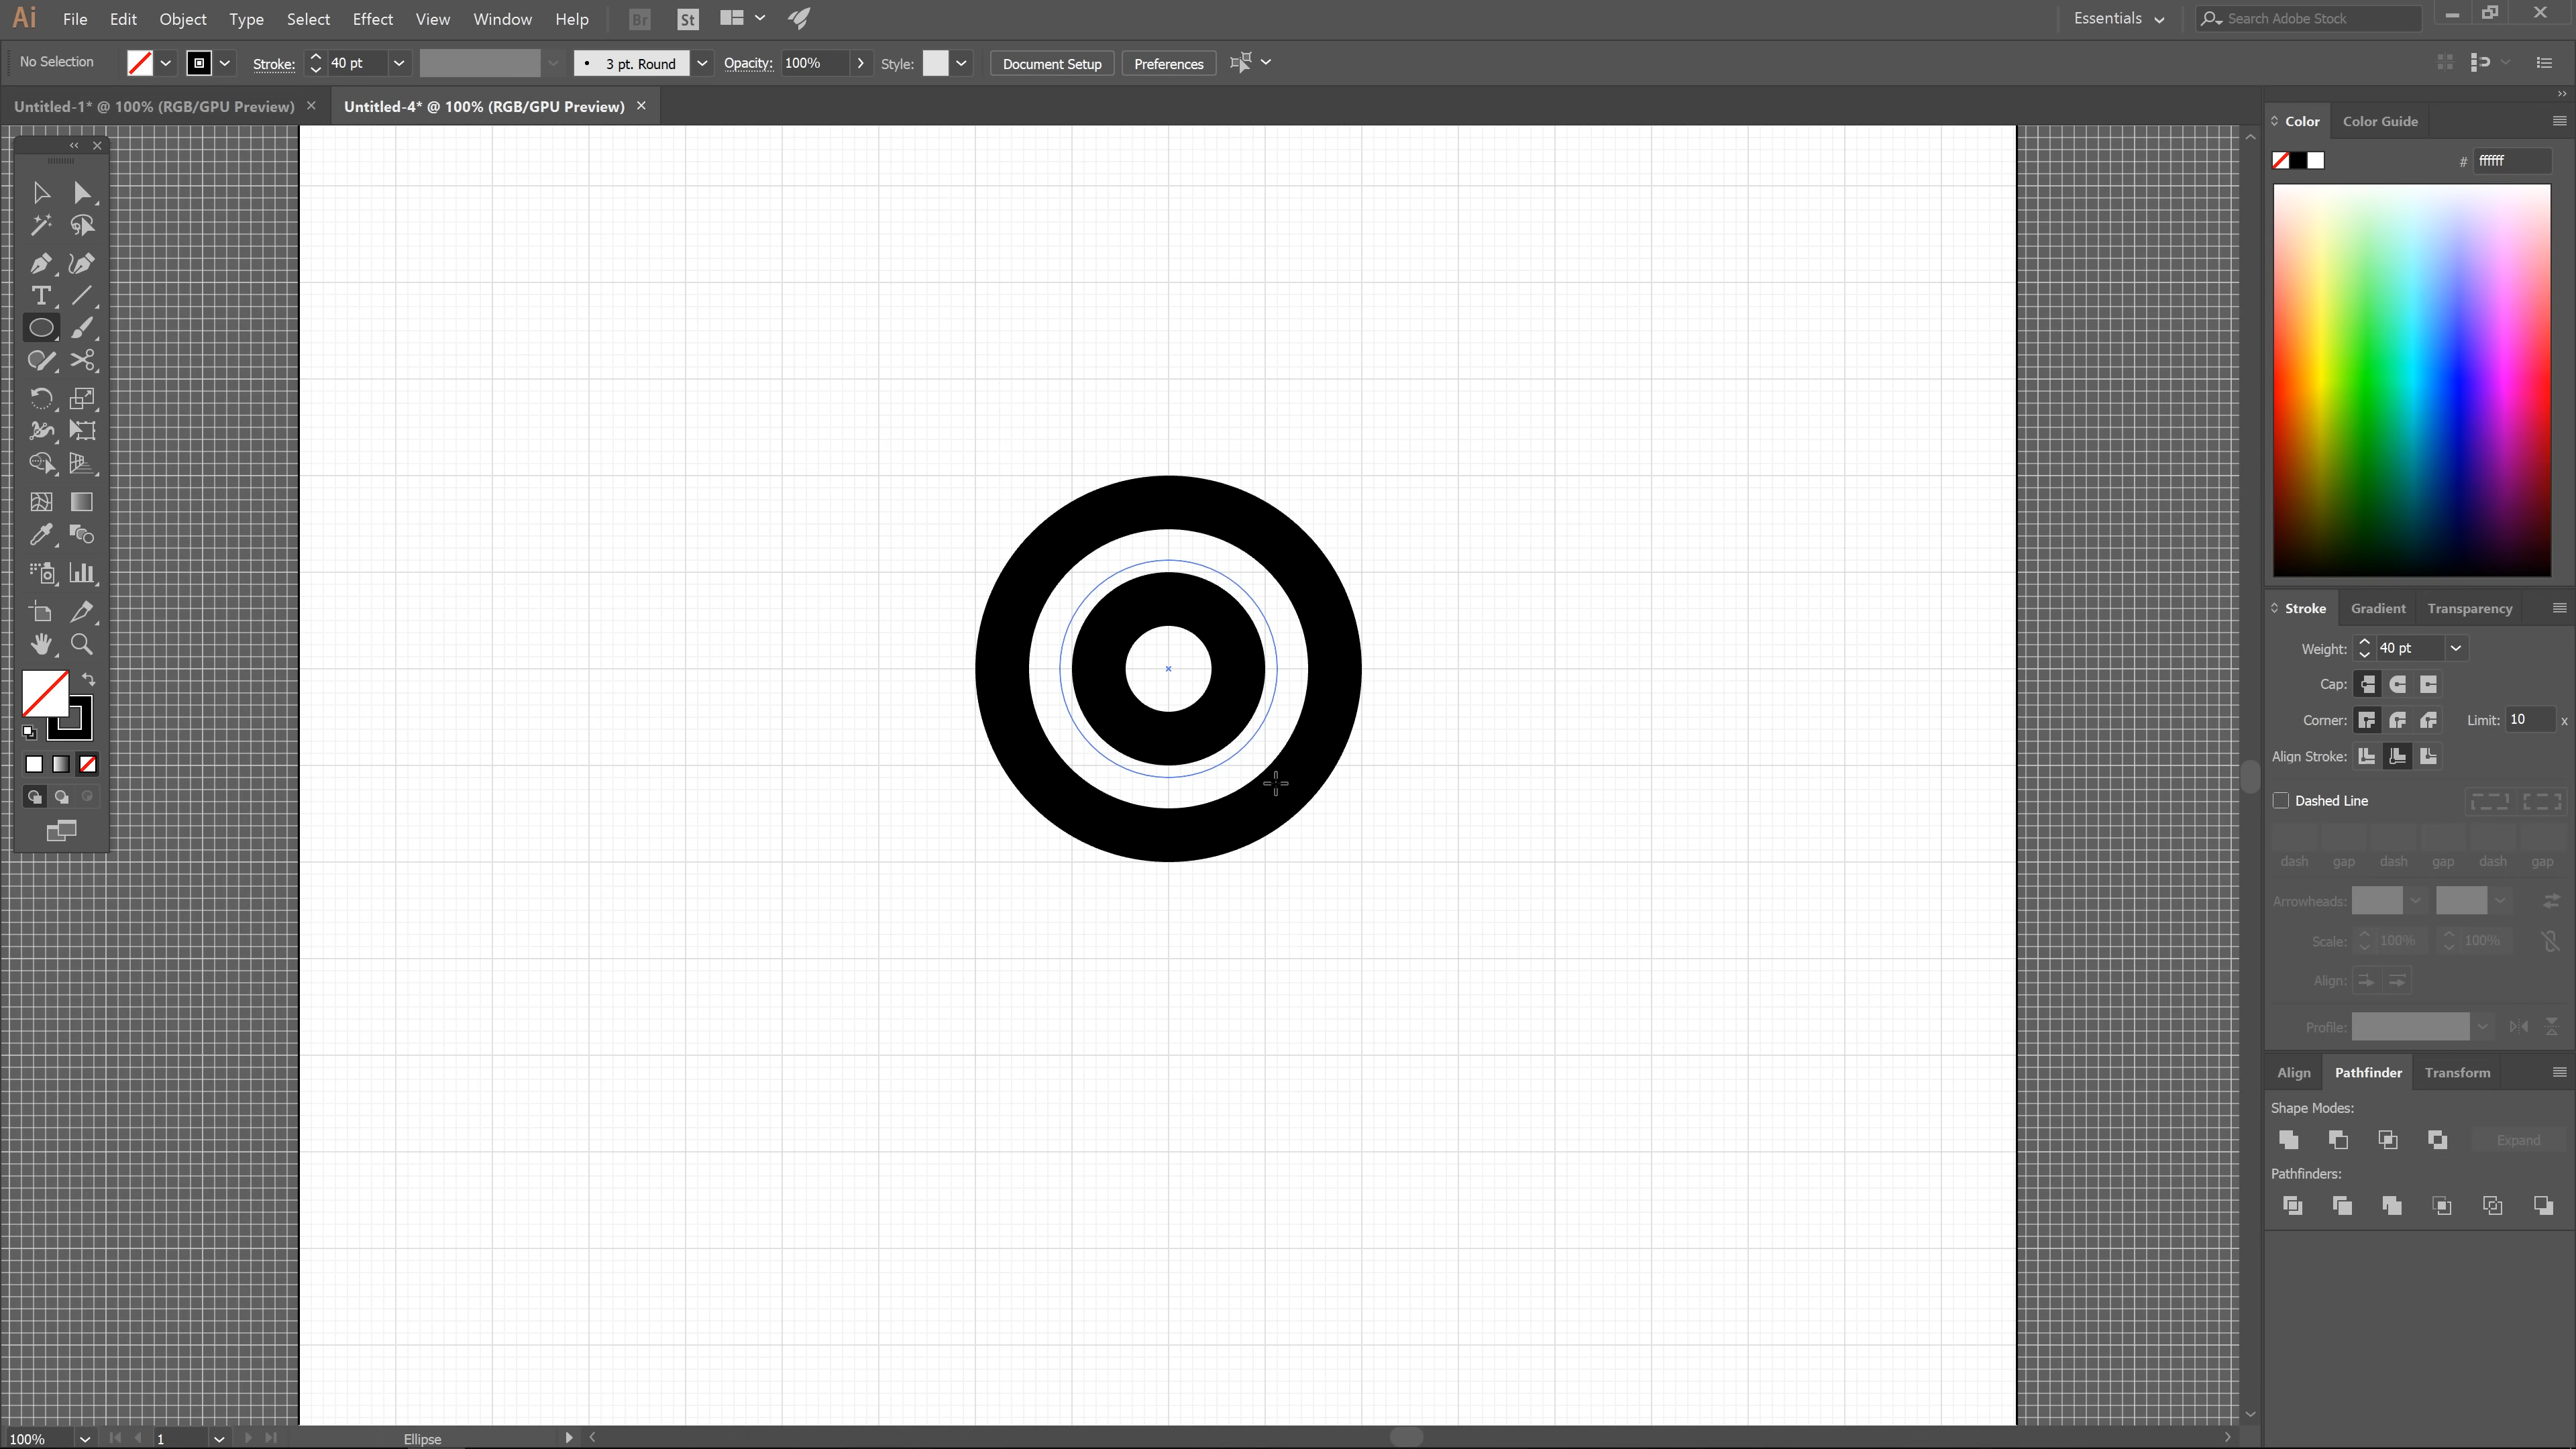 Ai File Edit Object Type Select Effect View Window Help Br St Essentials Search Adobe Stock
No Selection Stroke: 40 pt 3 pt. Round Opacity: 100% Style: Document Setup Preferences
Untitled-1* @ 100% (RGB/GPU Preview) Untitled-4* @ 100% (RGB/GPU Preview)
Color Color Guide
# ffffff
Stroke Gradient Transparency
Weight: 40 pt
Cap:
Corner: Limit: 10 x
Align Stroke:
Dashed Line
dash gap dash gap dash gap
Arrowheads:
Scale: 100% 100%
Align:
Profile:
Align Pathfinder Transform
Shape Modes:
Expand
Pathfinders:
100% 1 Ellipse